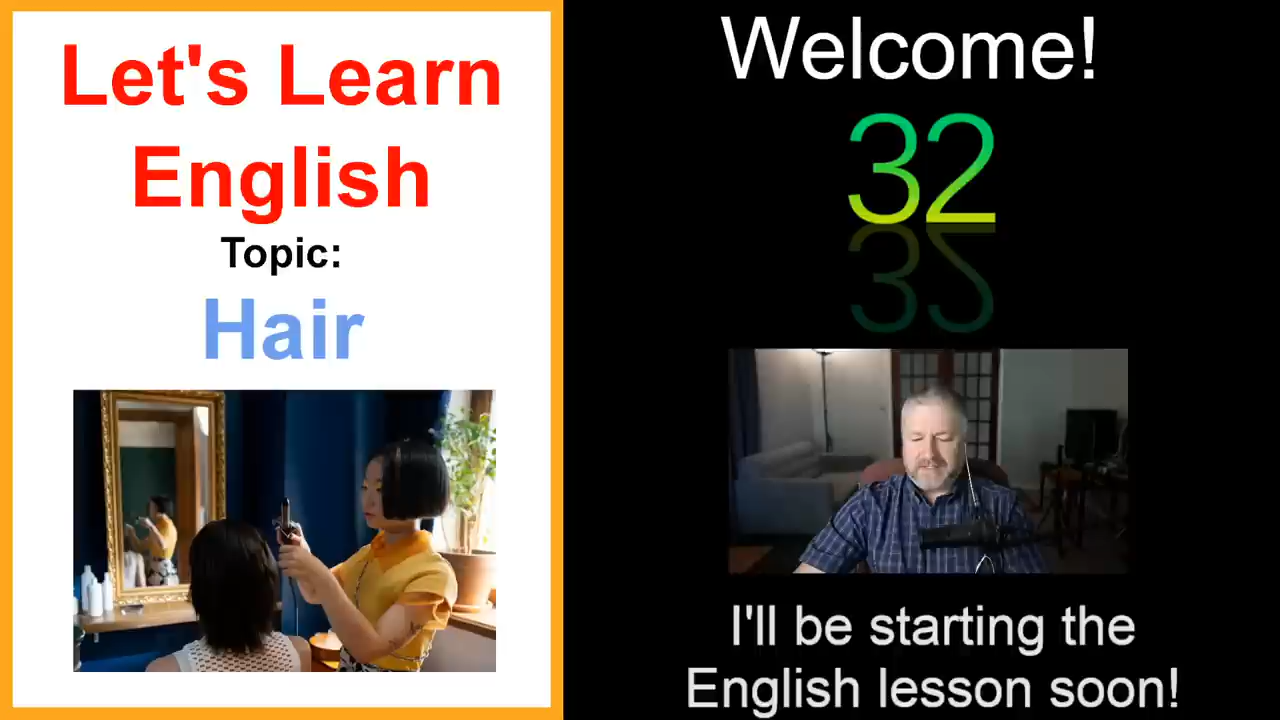 Let's Learn
English
Topic:
Hair
Welcome!
32
I'll be starting the
English lesson soon!